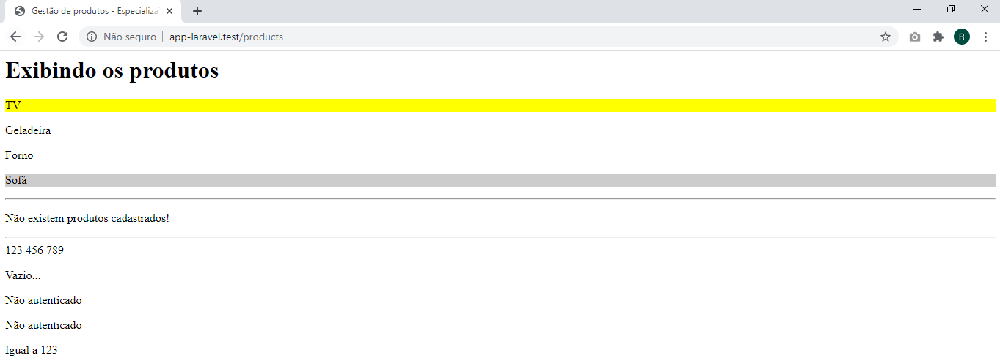 Gestão de produtos - Especializa
Não seguro app-laravel.test/products
R
Exibindo os produtos
TV
Geladeira
Forno
Sofá
Não existem produtos cadastrados!
123 456 789
Vazio...
Não autenticado
Não autenticado
Igual a 123